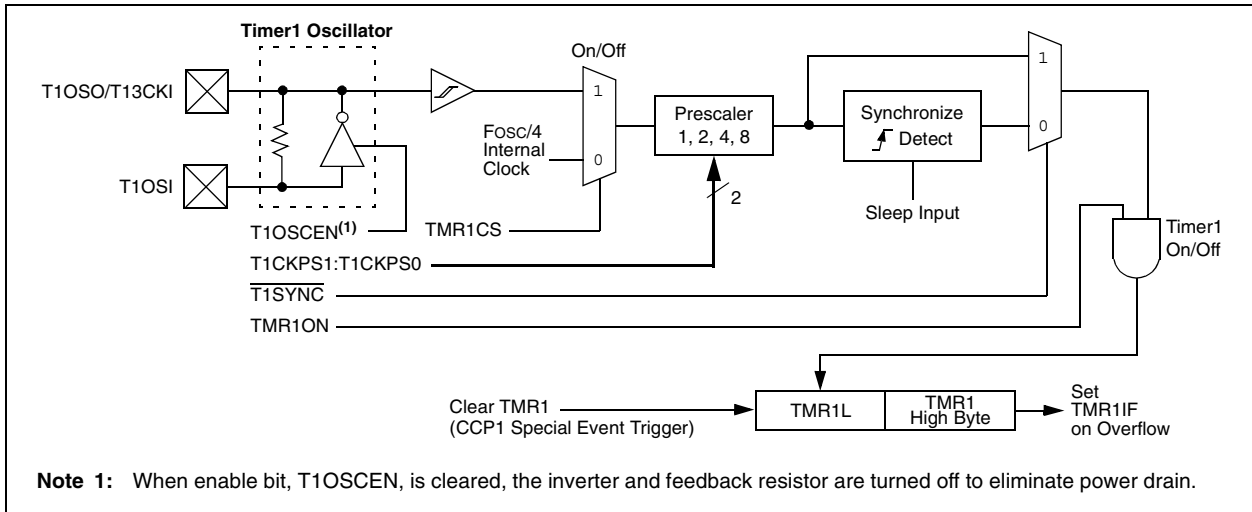 Timer1 Oscillator
On/Off
T1OSO/T13CKI
1
1
Prescaler
1, 2, 4, 8
Synchronize
Detect
0
FOSC/4
Internal
Clock
0
T1OSI
2
Sleep Input
T1OSCEN(1)
TMR1CS
Timer1
On/Off
T1CKPS1:T1CKPS0
T1SYNC
TMR1ON
Clear TMR1
(CCP1 Special Event Trigger)
TMR1L
TMR1
High Byte
Set
TMR1IF
on Overflow
Note 1: When enable bit, T1OSCEN, is cleared, the inverter and feedback resistor are turned off to eliminate power drain.